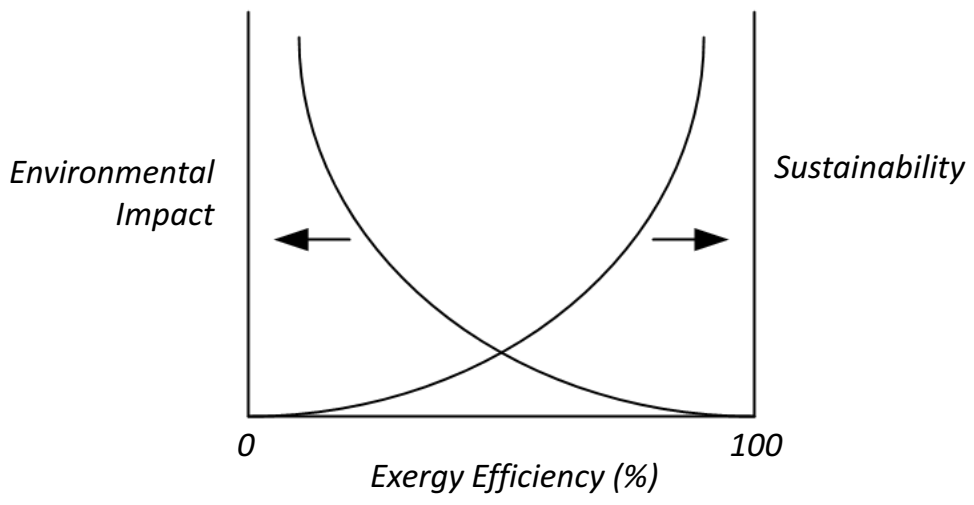 Environmental
Impact
Sustainability
0
100
Exergy Efficiency (%)